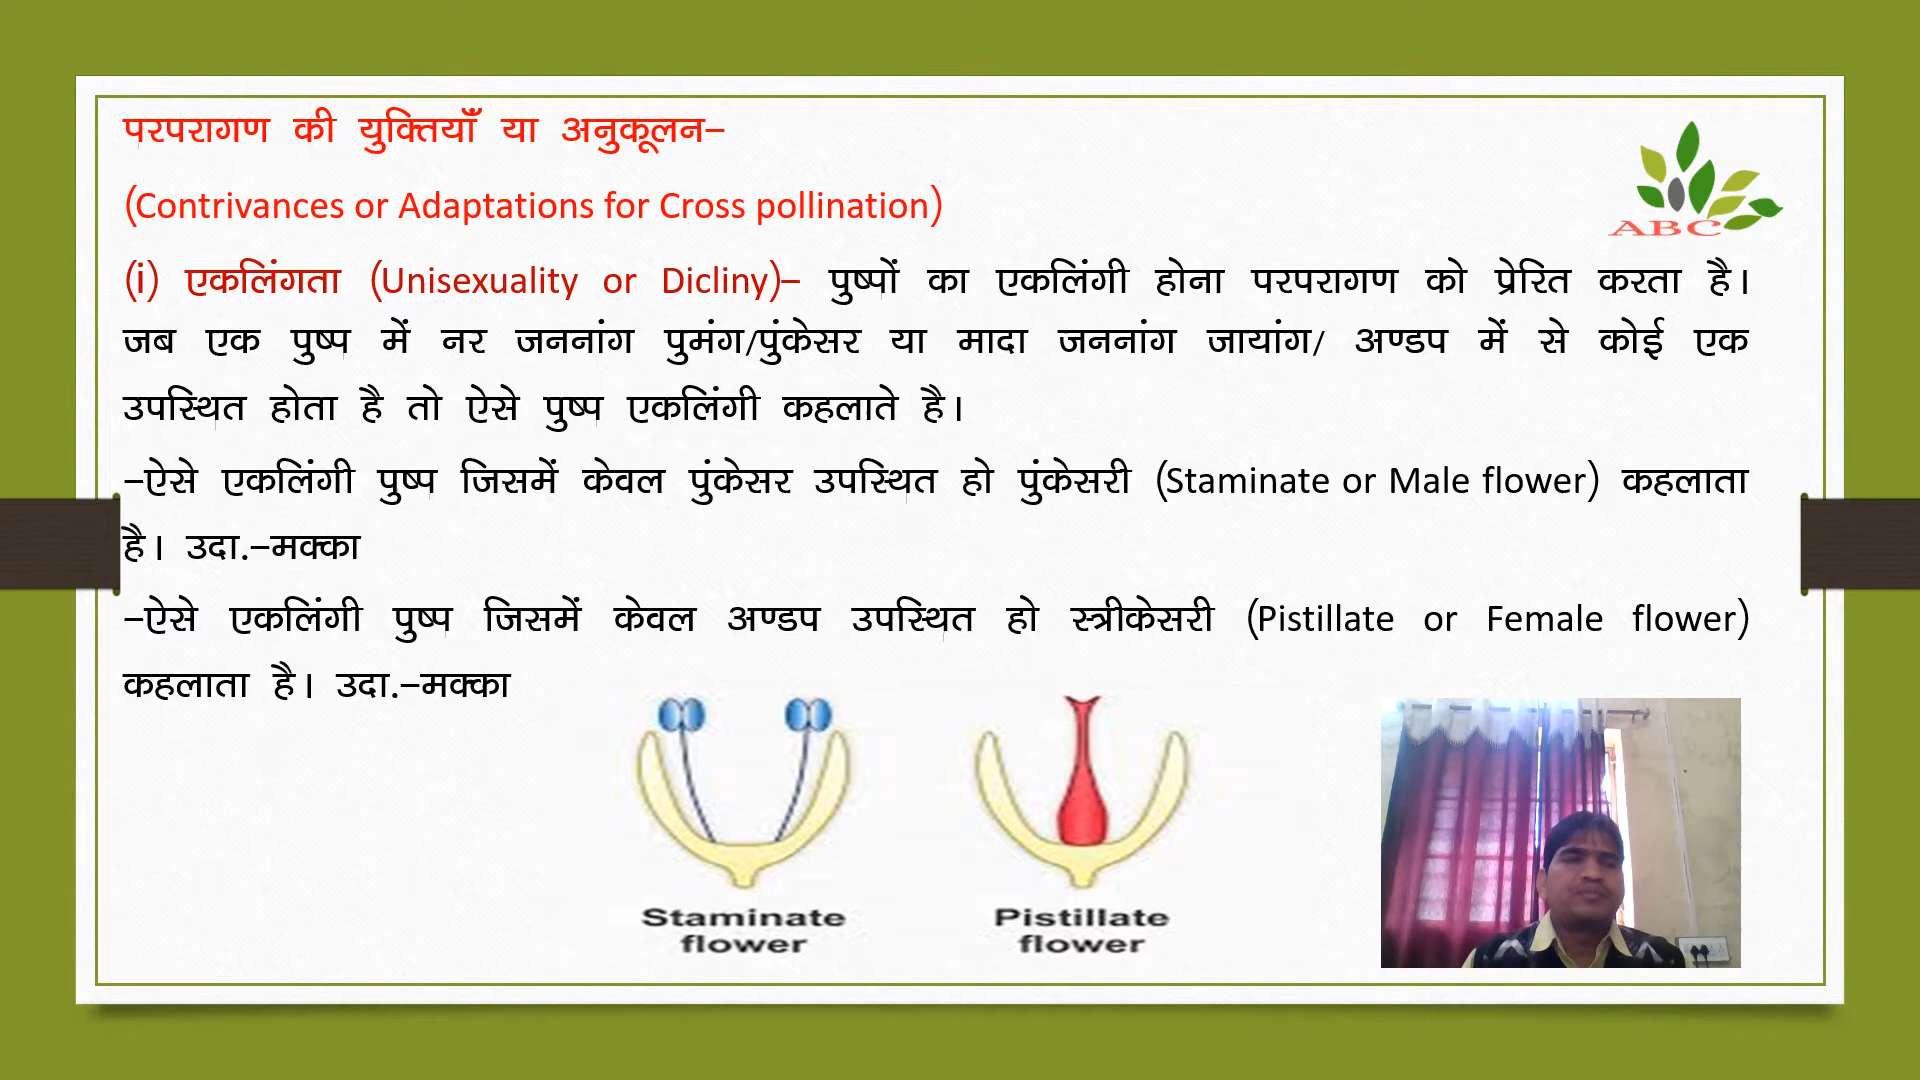 परपरागण की युक्तियाँ या अनुकूलन–
(Contrivances or Adaptations for Cross pollination)
ABC
(i) एकलिंगता (Unisexuality or Dicliny)– पुष्पों का एकलिंगी होना परपरागण को प्रेरित करता है।
जब एक पुष्प में नर जननांग पुमंग/पुंकेसर या मादा जननांग जायांग/ अण्डप में से कोई एक
उपस्थित होता है तो ऐसे पुष्प एकलिंगी कहलाते है।
–ऐसे एकलिंगी पुष्प जिसमें केवल पुंकेसर उपस्थित हो पुंकेसरी (Staminate or Male flower) कहलाता
है। उदा.–मक्का
–ऐसे एकलिंगी पुष्प जिसमें केवल अण्डप उपस्थित हो स्त्रीकेसरी (Pistillate or Female flower)
कहलाता है। उदा.–मक्का
Staminate
flower
Pistillate
flower